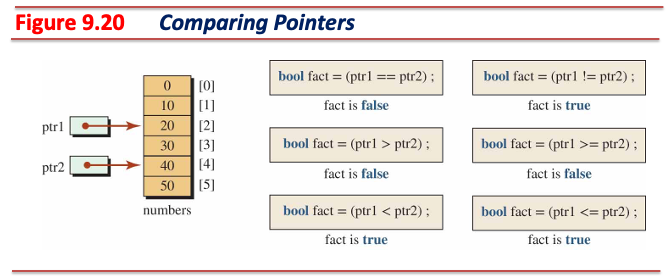 Figure 9.20 Comparing Pointers
0 [0]
10 [1]
ptr1 20 [2]
30 [3]
ptr2 40 [4]
50 [5]
numbers
bool fact = (ptr1 == ptr2) ;
fact is false
bool fact = (ptr1 != ptr2) ;
fact is true
bool fact = (ptr1 > ptr2) ;
fact is false
bool fact = (ptr1 >= ptr2) ;
fact is false
bool fact = (ptr1 < ptr2) ;
fact is true
bool fact = (ptr1 <= ptr2) ;
fact is true